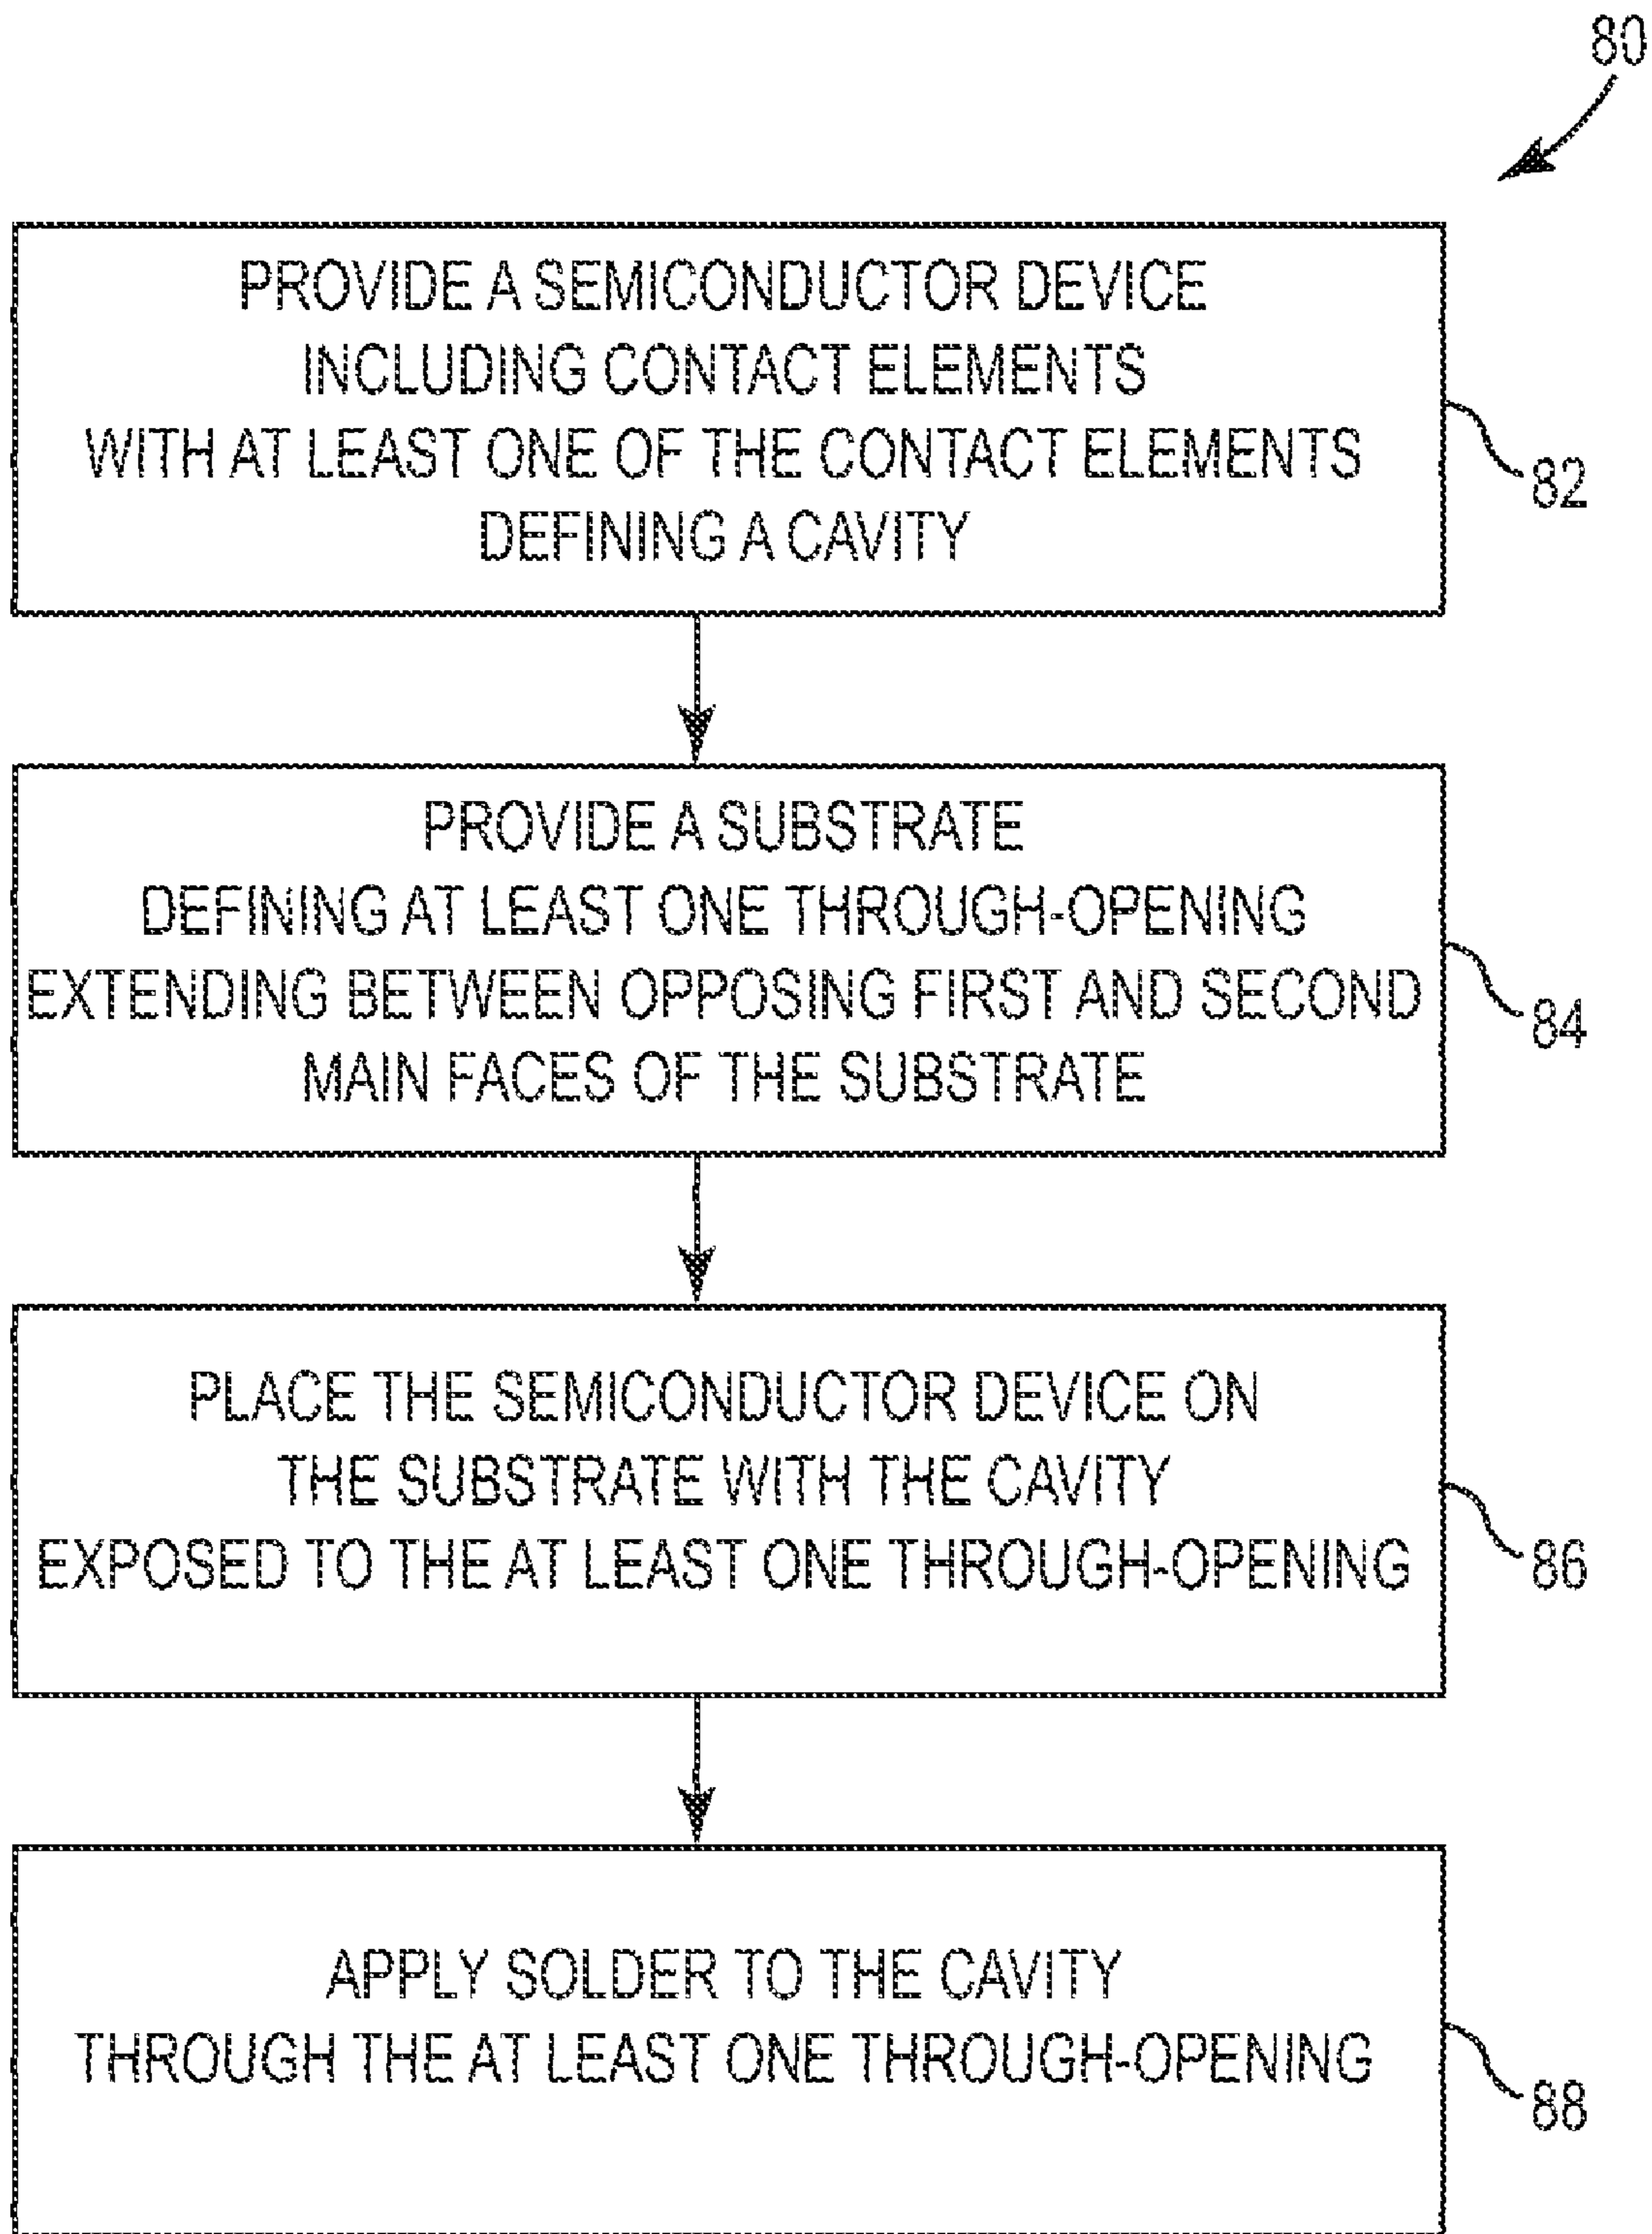 80
PROVIDE A SEMICONDUCTOR DEVICE
INCLUDING CONTACT ELEMENTS
WITH AT LEAST ONE OF THE CONTACT ELEMENTS
DEFINING A CAVITY
82
PROVIDE A SUBSTRATE
DEFINING AT LEAST ONE THROUGH-OPENING
EXTENDING BETWEEN OPPOSING FIRST AND SECOND
MAIN FACES OF THE SUBSTRATE
84
PLACE THE SEMICONDUCTOR DEVICE ON
THE SUBSTRATE WITH THE CAVITY
EXPOSED TO THE AT LEAST ONE THROUGH-OPENING
86
APPLY SOLDER TO THE CAVITY
THROUGH THE AT LEAST ONE THROUGH-OPENING
88